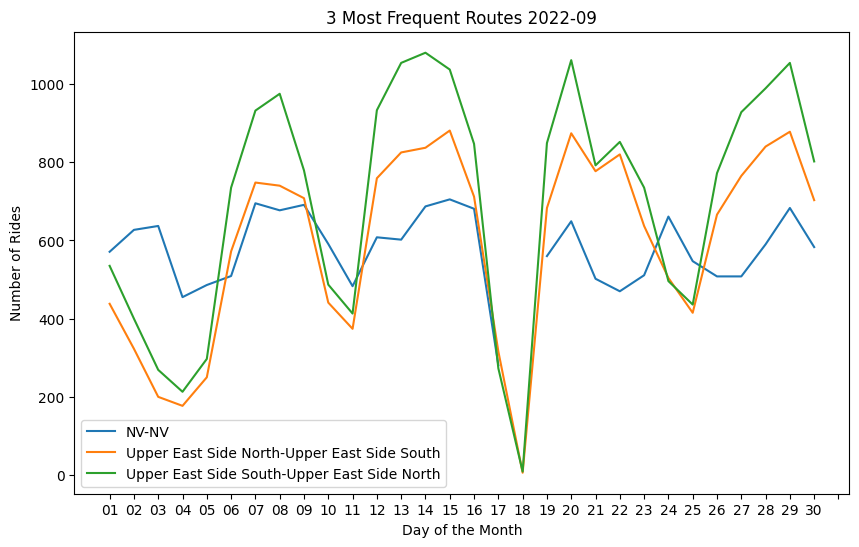 3 Most Frequent Routes 2022-09
Number of Rides
1000
800
600
400
200
0
NV-NV
Upper East Side North-Upper East Side South
Upper East Side South-Upper East Side North
01 02 03 04 05 06 07 08 09 10 11 12 13 14 15 16 17 18 19 20 21 22 23 24 25 26 27 28 29 30
Day of the Month